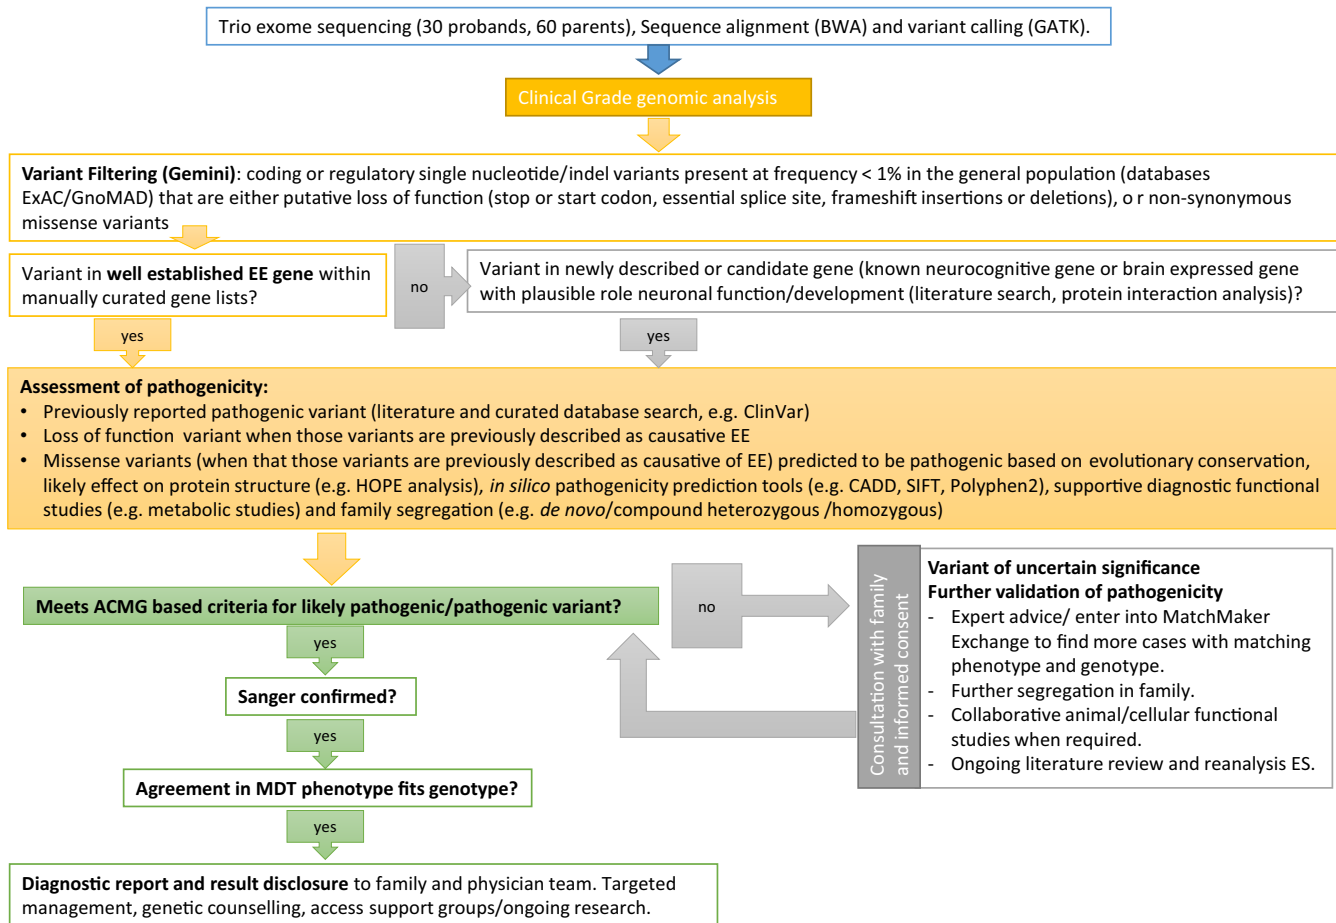 Trio exome sequencing (30 probands, 60 parents), Sequence alignment (BWA) and variant calling (GATK).
Clinical Grade genomic analysis
Variant Filtering (Gemini): coding or regulatory single nucleotide/indel variants present at frequency < 1% in the general population (databases
ExAC/GnoMAD) that are either putative loss of function (stop or start codon, essential splice site, frameshift insertions or deletions), o r non-synonymous
missense variants
Variant in well established EE gene within
manually curated gene lists?
no
Variant in newly described or candidate gene (known neurocognitive gene or brain expressed gene
with plausible role neuronal function/development (literature search, protein interaction analysis)?
yes
yes
Assessment of pathogenicity:
• Previously reported pathogenic variant (literature and curated database search, e.g. ClinVar)
• Loss of function variant when those variants are previously described as causative EE
• Missense variants (when that those variants are previously described as causative of EE) predicted to be pathogenic based on evolutionary conservation,
likely effect on protein structure (e.g. HOPE analysis), in silico pathogenicity prediction tools (e.g. CADD, SIFT, Polyphen2), supportive diagnostic functional
studies (e.g. metabolic studies) and family segregation (e.g. de novo/compound heterozygous /homozygous)
Meets ACMG based criteria for likely pathogenic/pathogenic variant?
no
Consultation with family
and informed consent
Variant of uncertain significance
Further validation of pathogenicity
- Expert advice/ enter into MatchMaker
Exchange to find more cases with matching
phenotype and genotype.
- Further segregation in family.
- Collaborative animal/cellular functional
studies when required.
- Ongoing literature review and reanalysis ES.
yes
Sanger confirmed?
yes
Agreement in MDT phenotype fits genotype?
yes
Diagnostic report and result disclosure to family and physician team. Targeted
management, genetic counselling, access support groups/ongoing research.